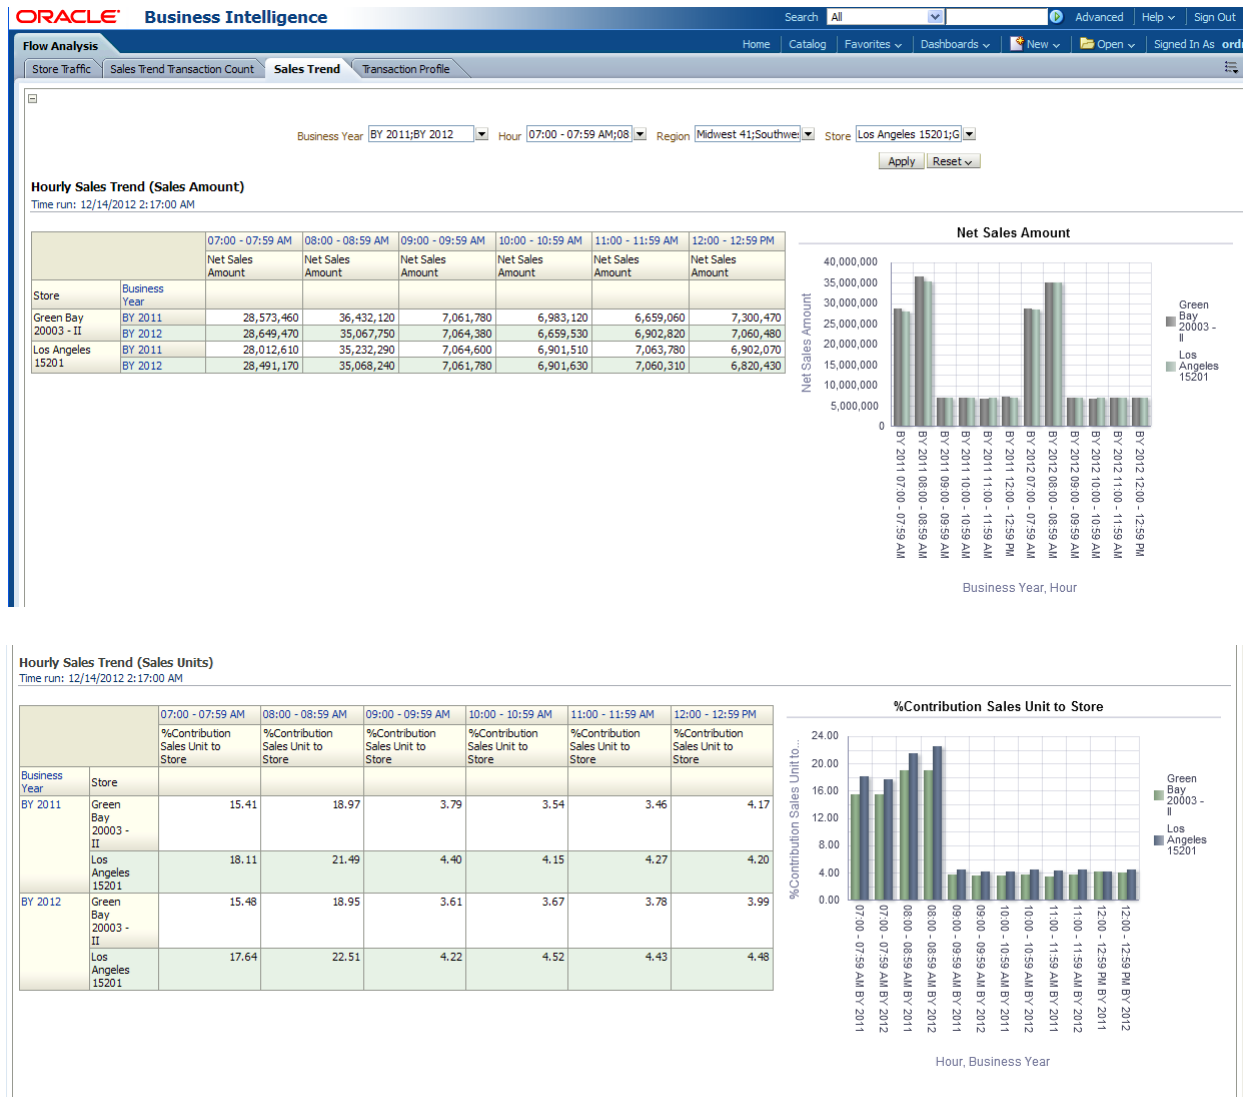 ORACLE Business Intelligence
Search All Advanced Help Sign Out
Flow Analysis
Home Catalog Favorites Dashboards New Open Signed In As
Store Traffic Sales Trend Transaction Count Sales Trend Transaction Profile
Business Year BY 2011;BY 2012 Hour 07:00 - 07:59 AM;08 Region Midwest 41;Southwe Store Los Angeles 15201;G
Apply Reset
Hourly Sales Trend (Sales Amount)
Time run: 12/14/2012 2:17:00 AM
07:00 - 07:59 AM 08:00 - 08:59 AM 09:00 - 09:59 AM 10:00 - 10:59 AM 11:00 - 11:59 AM 12:00 - 12:59 PM
Net Sales Net Sales Net Sales Net Sales Net Sales Net Sales
Amount Amount Amount Amount Amount Amount
Store Business
Year
Green Bay BY 2011 28,573,460 36,432,120 7,061,780 6,983,120 6,659,060 7,300,470
20003 - II BY 2012 28,649,470 35,067,750 7,064,380 6,659,530 6,902,820 7,060,480
Los Angeles BY 2011 28,012,610 35,232,290 7,064,600 6,901,510 7,063,780 6,902,070
15201 BY 2012 28,491,170 35,068,240 7,061,780 6,901,630 7,060,310 6,820,430
Net Sales Amount
Net Sales Amount
40,000,000
35,000,000
30,000,000
25,000,000
20,000,000
15,000,000
10,000,000
5,000,000
0
BY 2011 07:00 - 07:59 AM
BY 2011 08:00 - 08:59 AM
BY 2011 09:00 - 09:59 AM
BY 2011 10:00 - 10:59 AM
BY 2011 11:00 - 11:59 AM
BY 2011 12:00 - 12:59 PM
BY 2012 07:00 - 07:59 AM
BY 2012 08:00 - 08:59 AM
BY 2012 09:00 - 09:59 AM
BY 2012 10:00 - 10:59 AM
BY 2012 11:00 - 11:59 AM
BY 2012 12:00 - 12:59 PM
Business Year, Hour
Green
Bay
20003 -
II
Los
Angeles
15201
Hourly Sales Trend (Sales Units)
Time run: 12/14/2012 2:17:00 AM
07:00 - 07:59 AM 08:00 - 08:59 AM 09:00 - 09:59 AM 10:00 - 10:59 AM 11:00 - 11:59 AM 12:00 - 12:59 PM
%Contribution %Contribution %Contribution %Contribution %Contribution %Contribution
Sales Unit to Sales Unit to Sales Unit to Sales Unit to Sales Unit to Sales Unit to
Store Store Store Store Store Store
Business
Year Store
BY 2011 Green 15.41 18.97 3.79 3.54 3.46 4.17
Bay
20003 -
II
Los 18.11 21.49 4.40 4.15 4.27 4.20
Angeles
15201
BY 2012 Green 15.48 18.95 3.61 3.67 3.78 3.99
Bay
20003 -
II
Los 17.64 22.51 4.22 4.52 4.43 4.48
Angeles
15201
%Contribution Sales Unit to Store
%Contribution Sales Unit to...
24.00
20.00
16.00
12.00
8.00
4.00
0.00
07:00 - 07:59 AM BY 2011
07:00 - 07:59 AM BY 2012
08:00 - 08:59 AM BY 2011
08:00 - 08:59 AM BY 2012
09:00 - 09:59 AM BY 2011
09:00 - 09:59 AM BY 2012
10:00 - 10:59 AM BY 2011
10:00 - 10:59 AM BY 2012
11:00 - 11:59 AM BY 2011
11:00 - 11:59 AM BY 2012
12:00 - 12:59 PM BY 2011
12:00 - 12:59 PM BY 2012
Hour, Business Year
Green
Bay
20003 -
II
Los
Angeles
15201